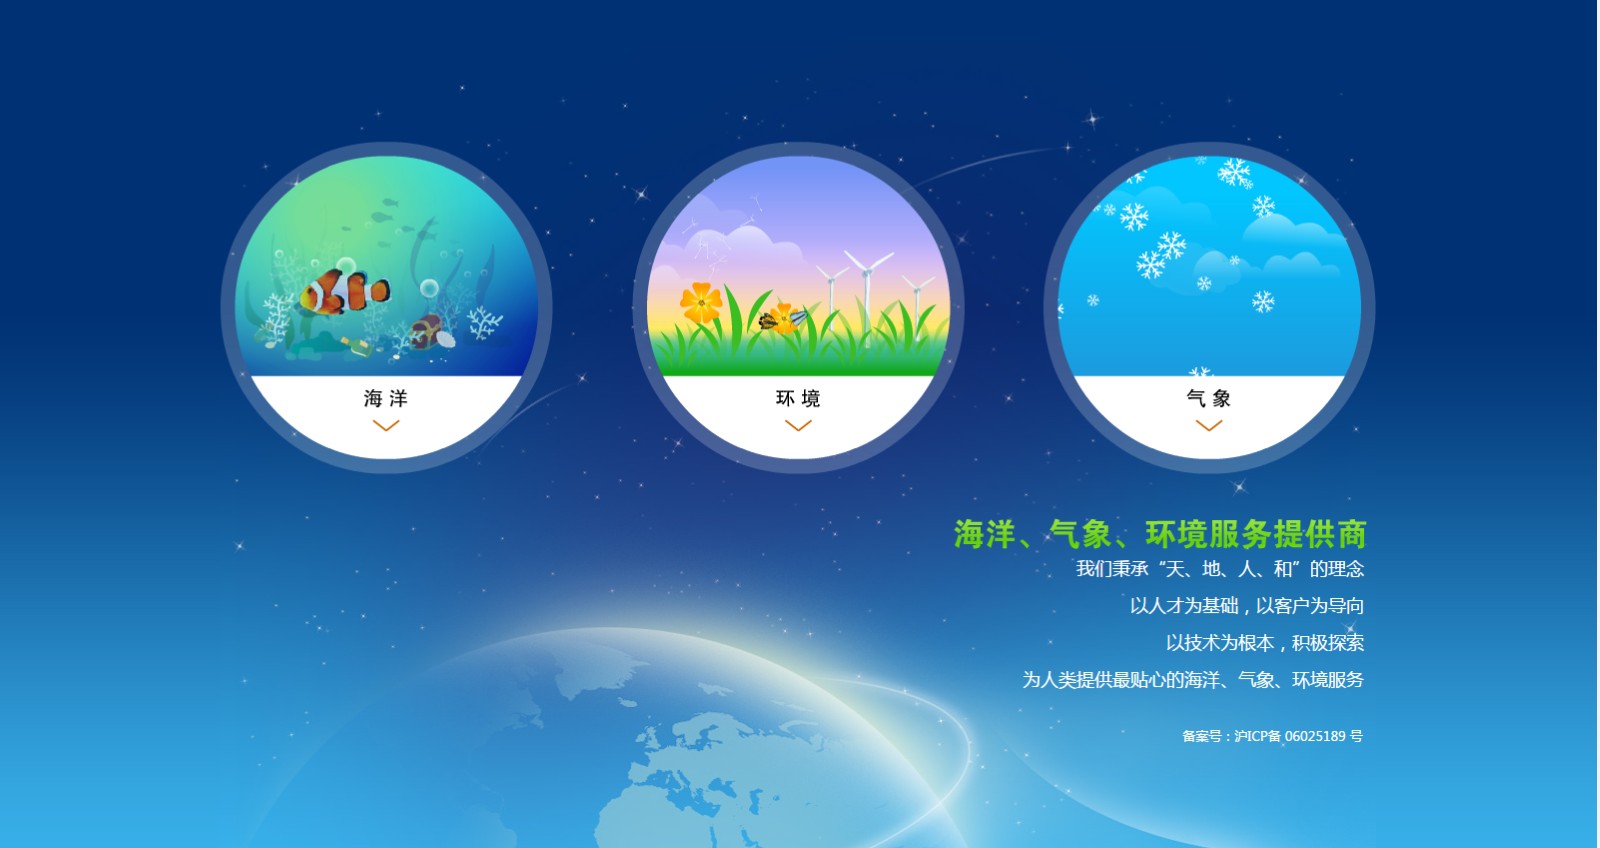 海洋
环境
气象
海洋、气象、环境服务提供商
我们秉承“天、地、人、和”的理念
以人才为基础，以客户为导向
以技术为根本，积极探索
为人类提供最贴心的海洋、气象、环境服务
备案号：沪ICP备 06025189 号